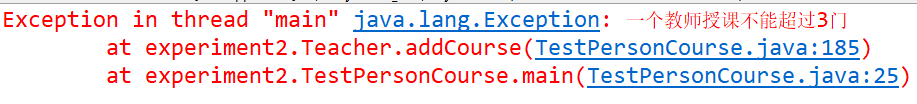 Exception in thread "main" java.lang.Exception: 一个教师授课不能超过3门
at experiment2.Teacher.addCourse(TestPersonCourse.java:185)
at experiment2.TestPersonCourse.main(TestPersonCourse.java:25)